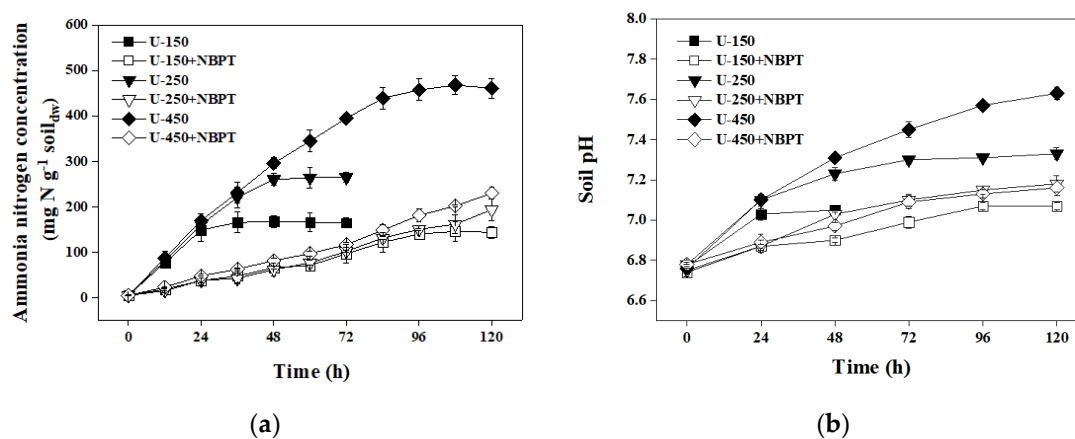 Ammonia nitrogen concentration
(mg N g⁻¹ soil_dw)
600
500
400
300
200
100
0
U-150
U-150+NBPT
U-250
U-250+NBPT
U-450
U-450+NBPT
0 24 48 72 96 120
Time (h)
(a)
Soil pH
8.0
7.8
7.6
7.4
7.2
7.0
6.8
6.6
U-150
U-150+NBPT
U-250
U-250+NBPT
U-450
U-450+NBPT
0 24 48 72 96 120
Time (h)
(b)